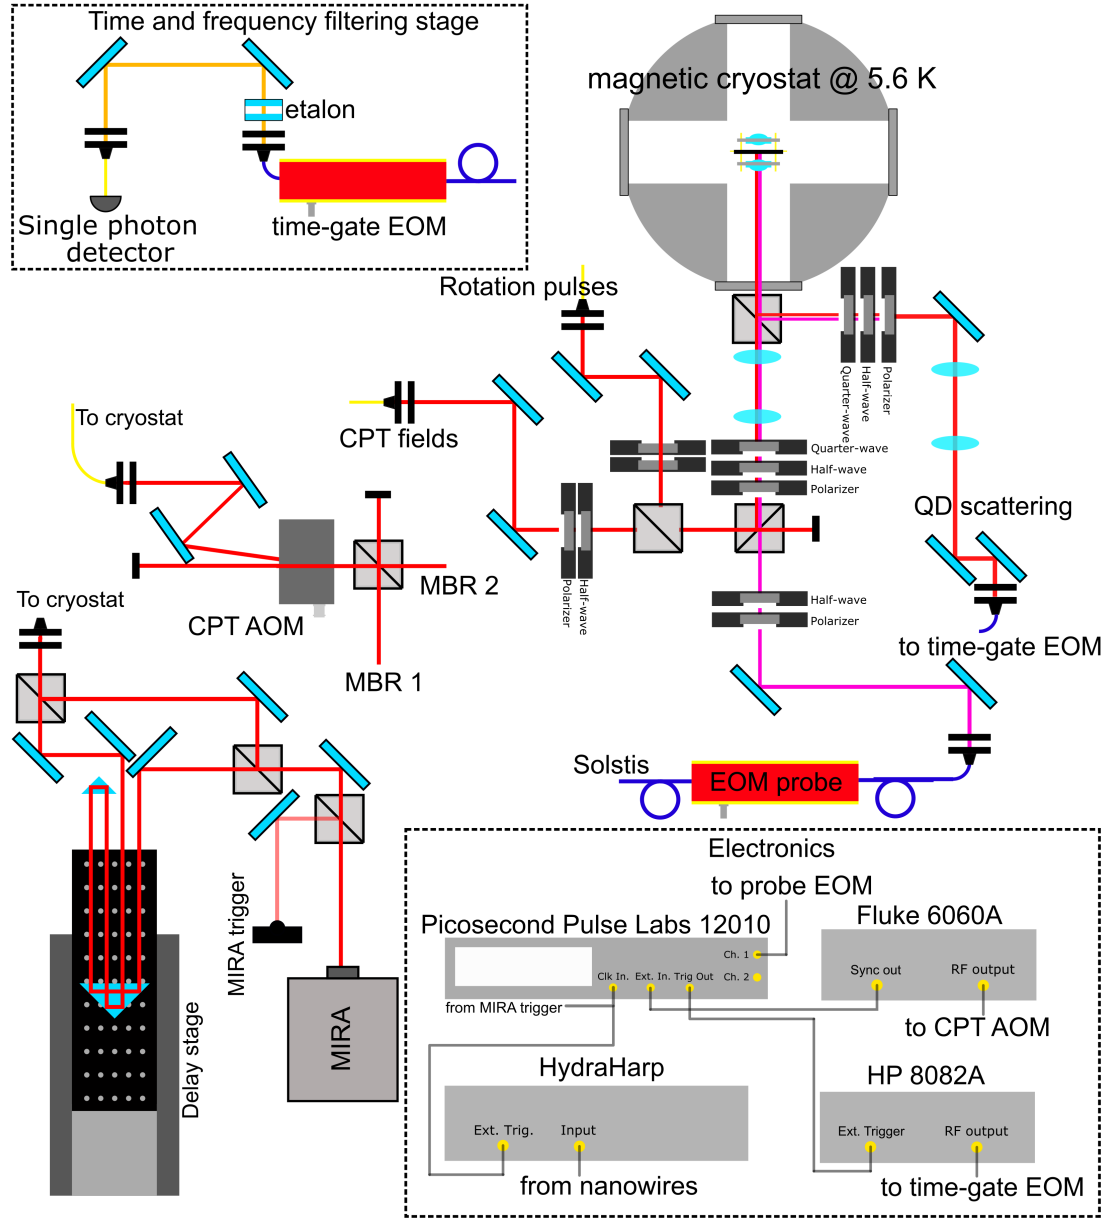 Time and frequency filtering stage
etalon
Single photon
detector
time-gate EOM
magnetic cryostat @ 5.6 K
Rotation pulses
Quarter-wave
Half-wave
Polarizer
To cryostat
CPT fields
Quarter-wave
Half-wave
Polarizer
QD scattering
Polarizer
Half-wave
MBR 2
To cryostat
CPT AOM
Half-wave
Polarizer
to time-gate EOM
MBR 1
Solstis
EOM probe
MIRA trigger
MIRA
Delay stage
Electronics
to probe EOM
Picosecond Pulse Labs 12010
Ch. 1
Clk In.
Ext. In.
Trig Out
Ch. 2
from MIRA trigger
Fluke 6060A
Sync out
RF output
to CPT AOM
HydraHarp
Ext. Trig.
Input
from nanowires
HP 8082A
Ext. Trigger
RF output
to time-gate EOM